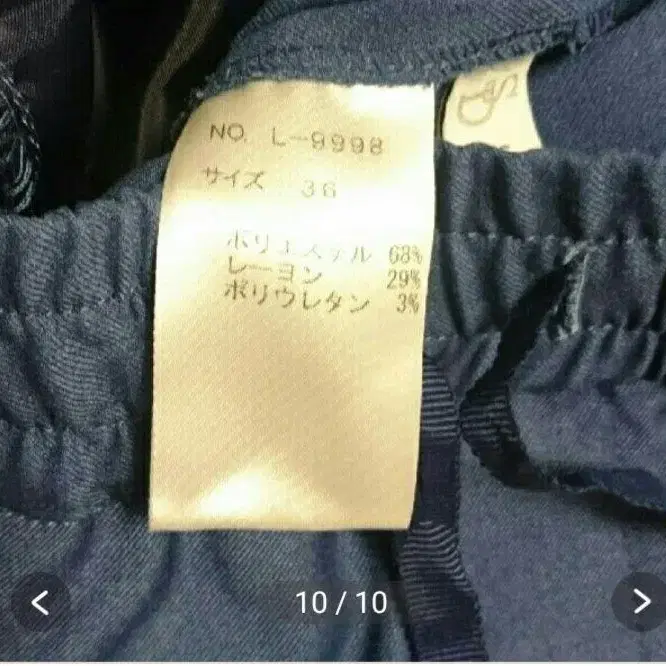 NO. L-9998
サイズ 36
ポリエステル 68%
レーヨン 29%
ポリウレタン 3%
10 / 10